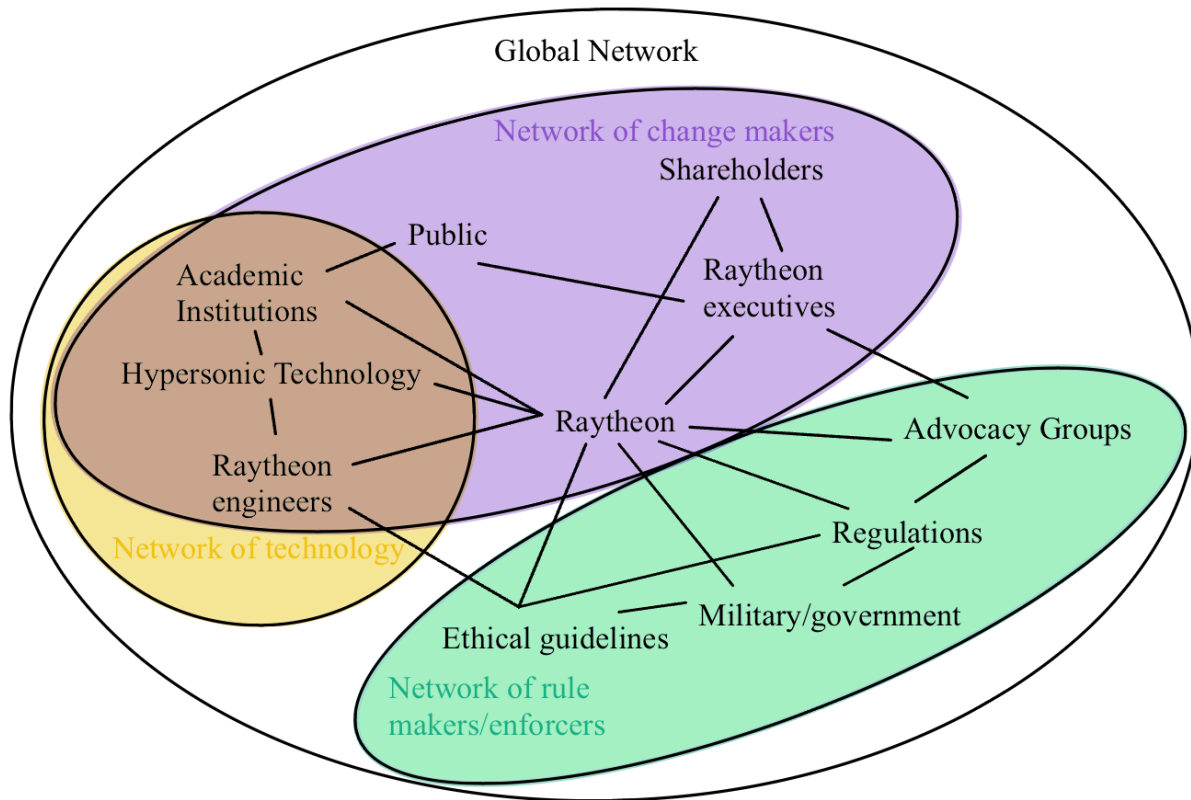 Global Network
Network of change makers
Shareholders
Public
Raytheon
executives
Academic
Institutions
Hypersonic Technology
Raytheon
Advocacy Groups
Raytheon
engineers
Regulations
Network of technology
Military/government
Ethical guidelines
Network of rule
makers/enforcers